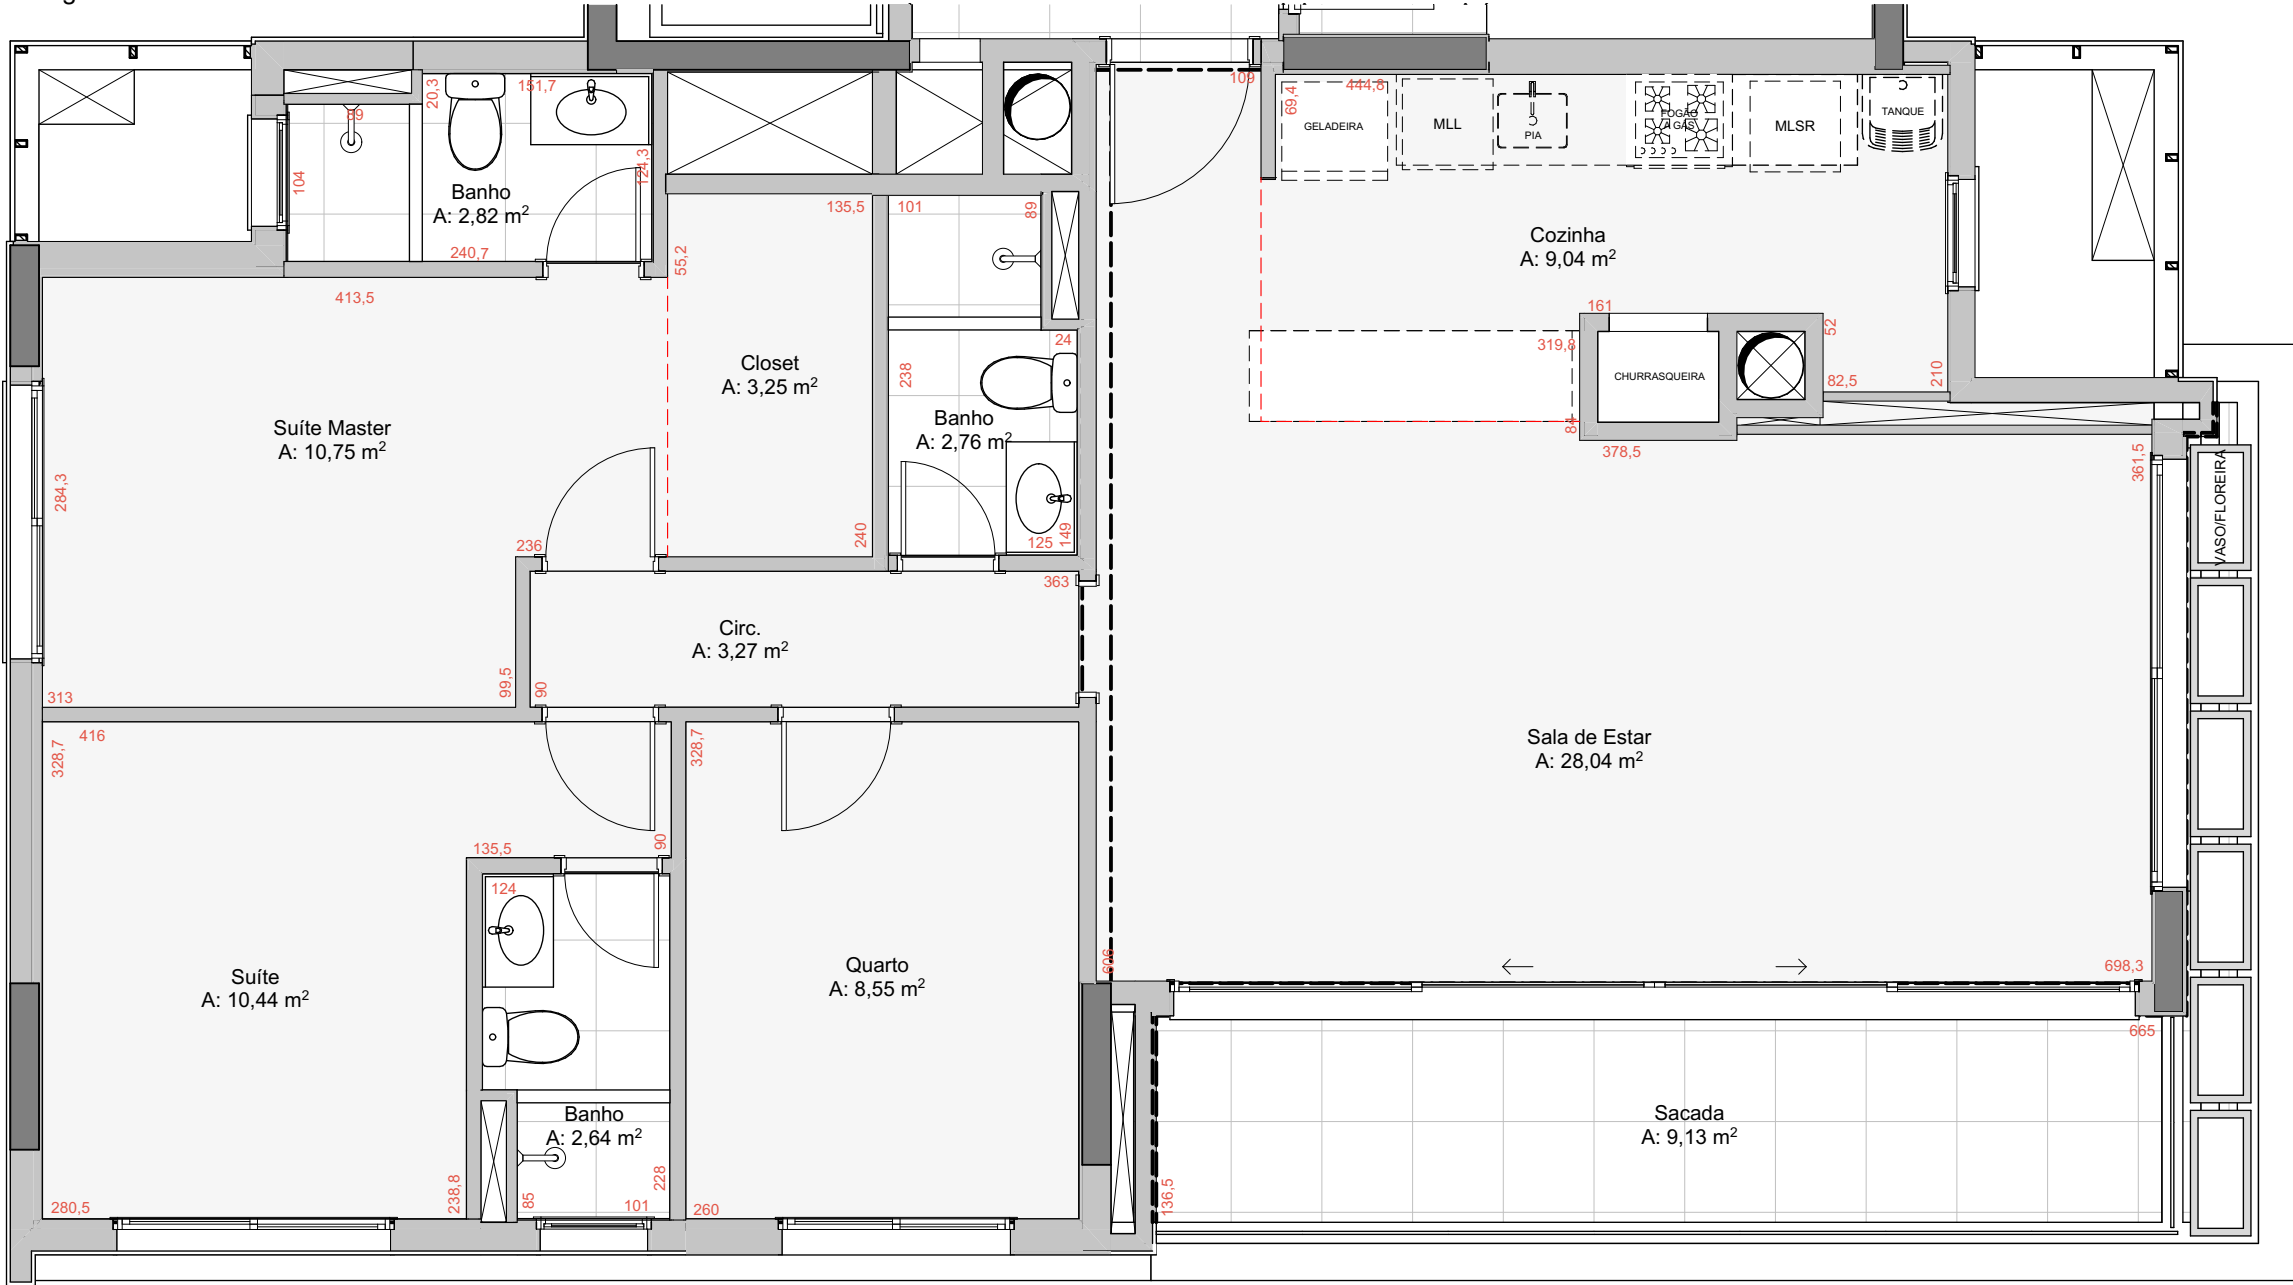 109
444,8
69,4
GELADEIRA
MLL
PIA
FOGÃO
A GÁS
MLSR
TANQUE
20,3
151,7
89
104
124,3
Banho
A: 2,82 m²
240,7
413,5
55,2
135,5
101
89
Cozinha
A: 9,04 m²
161
52
319,8
CHURRASQUEIRA
82,5
210
84
378,5
361,5
VASO/FLOREIRA
Closet
A: 3,25 m²
238
24
Banho
A: 2,76 m²
Suíte Master
A: 10,75 m²
284,3
236
240
125
149
363
Circ.
A: 3,27 m²
99,5
90
313
416
328,7
328,7
135,5
90
124
Sala de Estar
A: 28,04 m²
606
698,3
665
Suíte
A: 10,44 m²
Quarto
A: 8,55 m²
Banho
A: 2,64 m²
Sacada
A: 9,13 m²
280,5
238,8
85
101
228
260
136,5